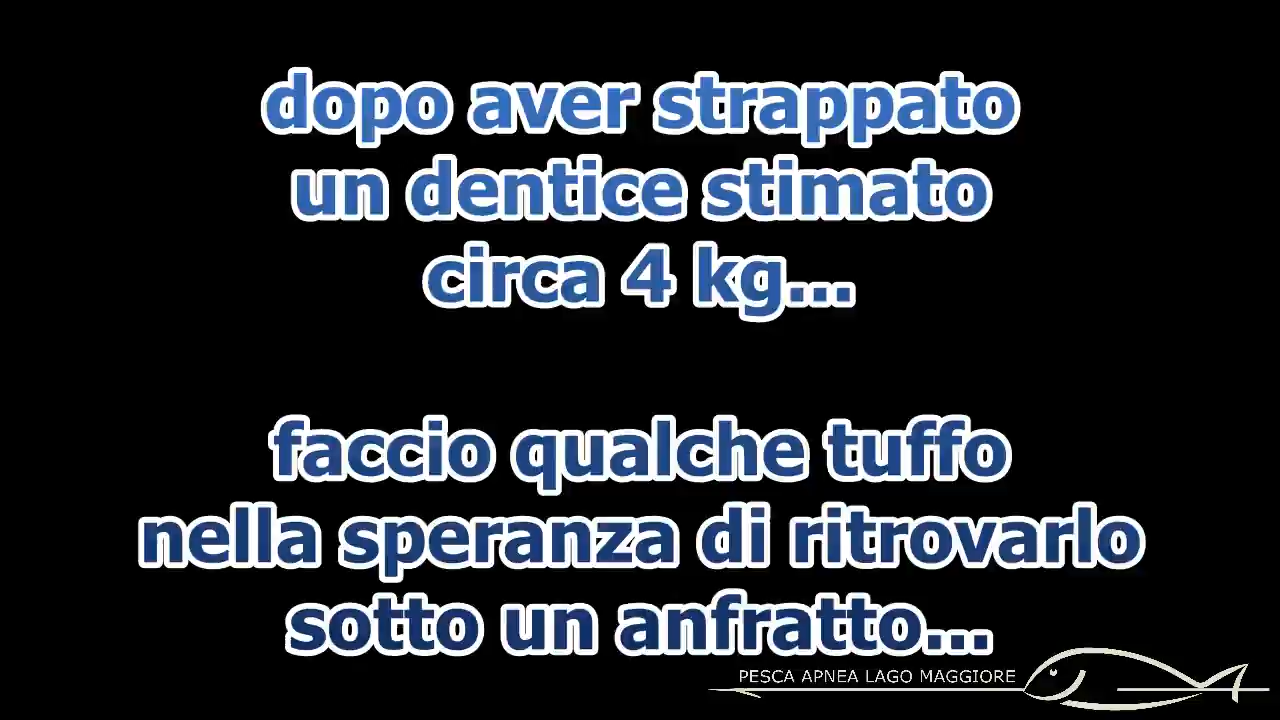 dopo aver strappato
un dentice stimato
circa 4 kg...
faccio qualche tuffo
nella speranza di ritrovarlo
sotto un anfratto...
PESCA APNEA LAGO MAGGIORE